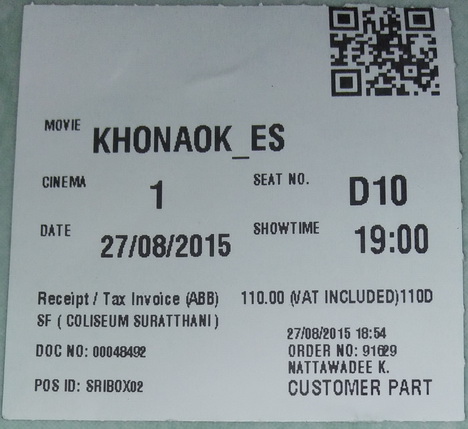 MOVIE KHONAOK_ES
CINEMA 1 SEAT NO. D10
DATE 27/08/2015 SHOWTIME 19:00
Receipt / Tax Invoice (ABB) 110.00 (VAT INCLUDED)110D
SF ( COLISEUM SURATTHANI )
27/08/2015 18:54
DOC NO: 00048492 ORDER NO: 91629
NATTAWADEE K.
POS ID: SRIBOX02 CUSTOMER PART